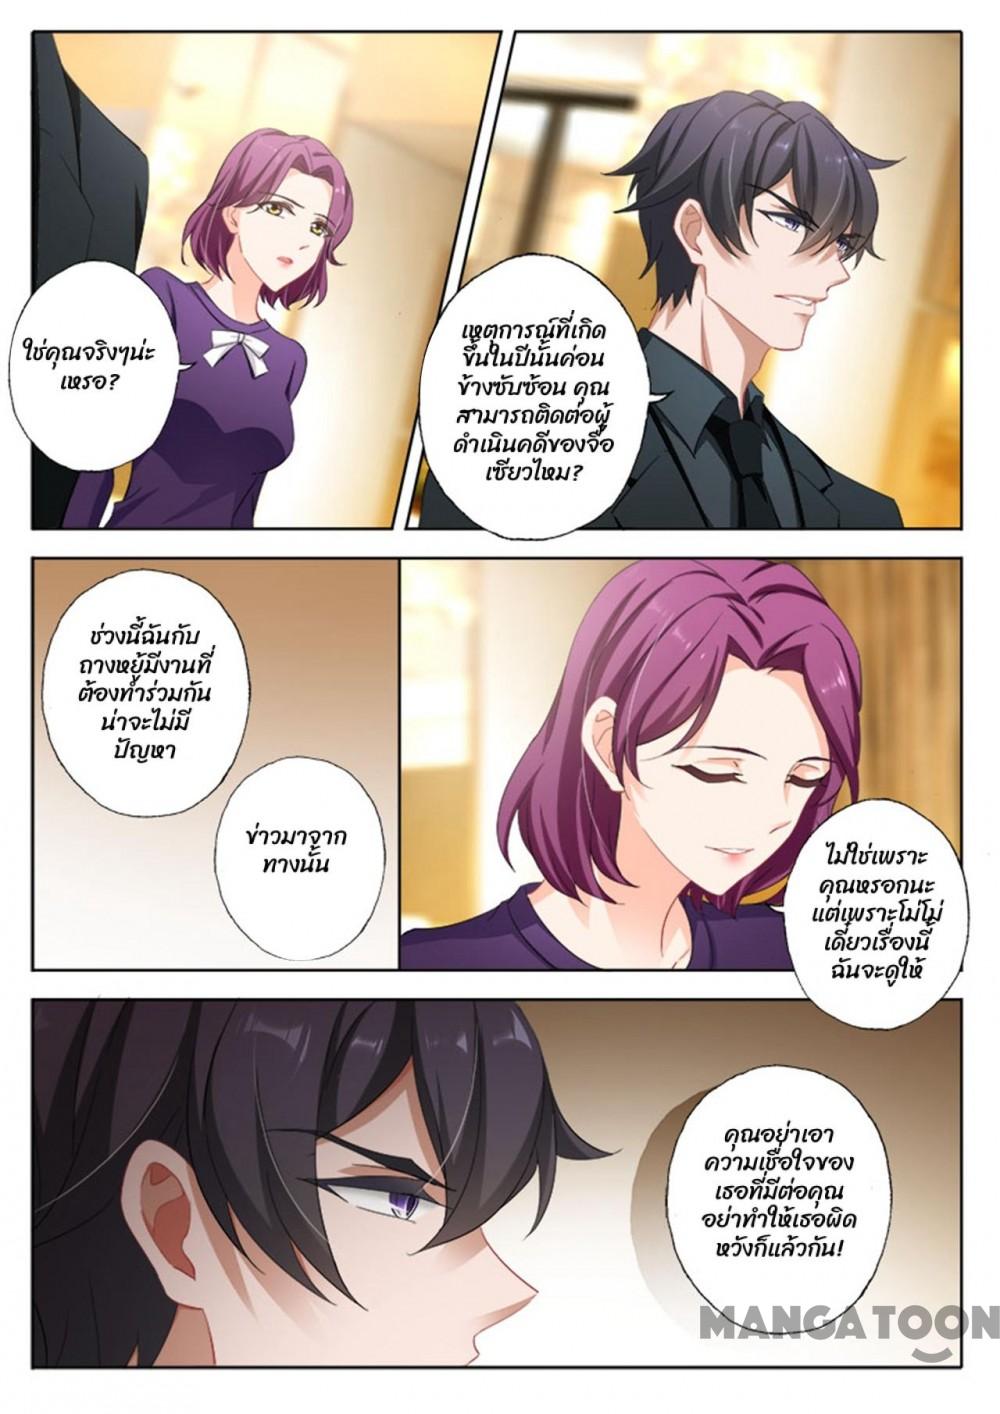 ใช่คุณจริงๆน่ะ
เหรอ?
เหตุการณ์ที่เกิด
ขึ้นในปีนั้นค่อน
ข้างซับซ้อน คุณ
สามารถติดต่อผู้
ดำเนินคดีของจื่อ
เซียวไหม?
ช่วงนี้ฉันกับ
ถางหยู้มีงานที่
ต้องทำร่วมกัน
น่าจะไม่มี
ปัญหา
ข่าวมาจาก
ทางนั้น
ไม่ใช่เพราะ
คุณหรอกนะ
แต่เพราะโม่โม่
เดี๋ยวเรื่องนี้
ฉันจะดูให้
คุณอย่าเอา
ความเชื่อใจของ
เธอที่มีต่อคุณ
อย่าทำให้เธอผิด
หวังก็แล้วกัน!
MANGATOON